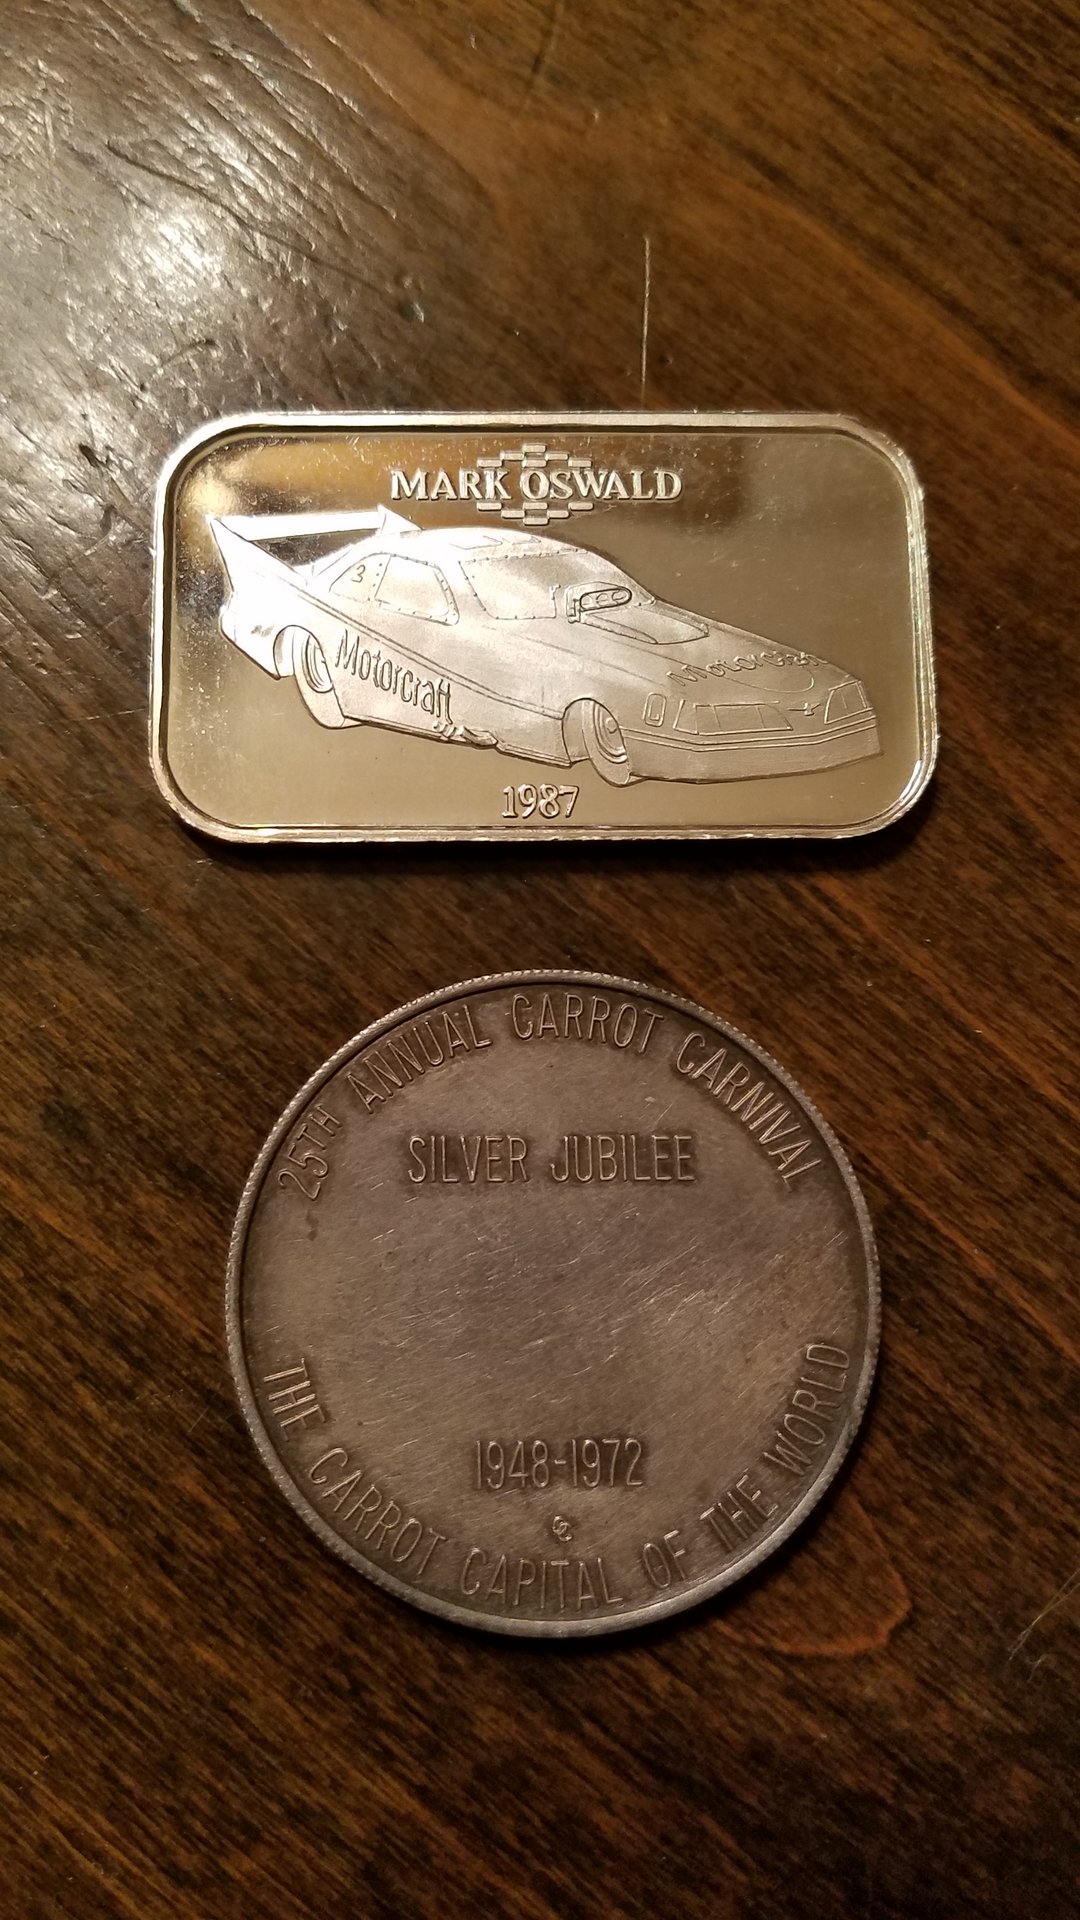 MARK OSWALD
3
Motorcraft
Motorcraft
1987
25TH ANNUAL CARROT CARNIVAL
SILVER JUBILEE
1948-1972
THE CARROT CAPITAL OF THE WORLD